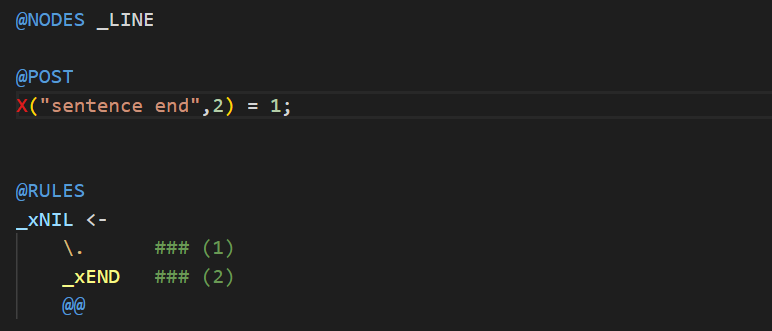 @NODES _LINE
@POST
X("sentence end",2) = 1;
@RULES
_xNIL <-
\. ### (1)
_xEND ### (2)
@@